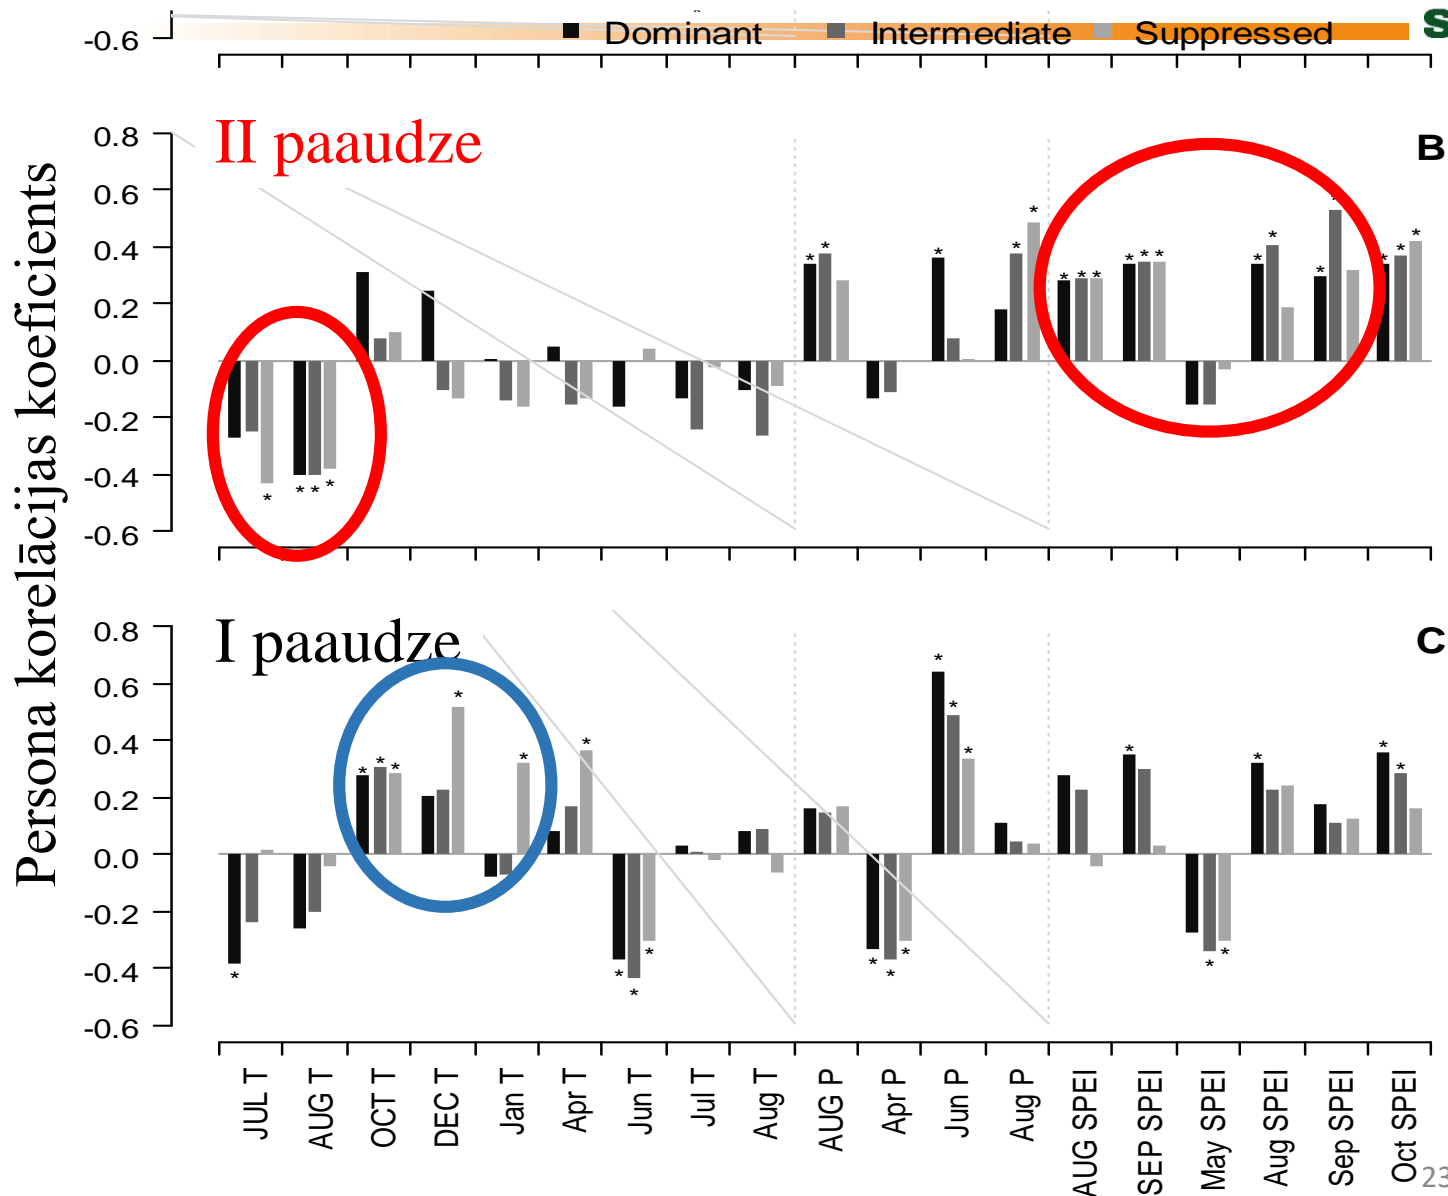 -0.6
Dominant Intermediate Suppressed
S
Persona korelācijas koeficients
II paaudze
B
0.8
0.6
0.4
0.2
0.0
-0.2
-0.4
-0.6
I paaudze
C
0.8
0.6
0.4
0.2
0.0
-0.2
-0.4
-0.6
JUL T
AUG T
OCT T
DEC T
Jan T
Apr T
Jun T
Jul T
Aug T
AUG P
Apr P
Jun P
Aug P
AUG SPEI
SEP SPEI
May SPEI
Aug SPEI
Sep SPEI
Oct SPEI
23